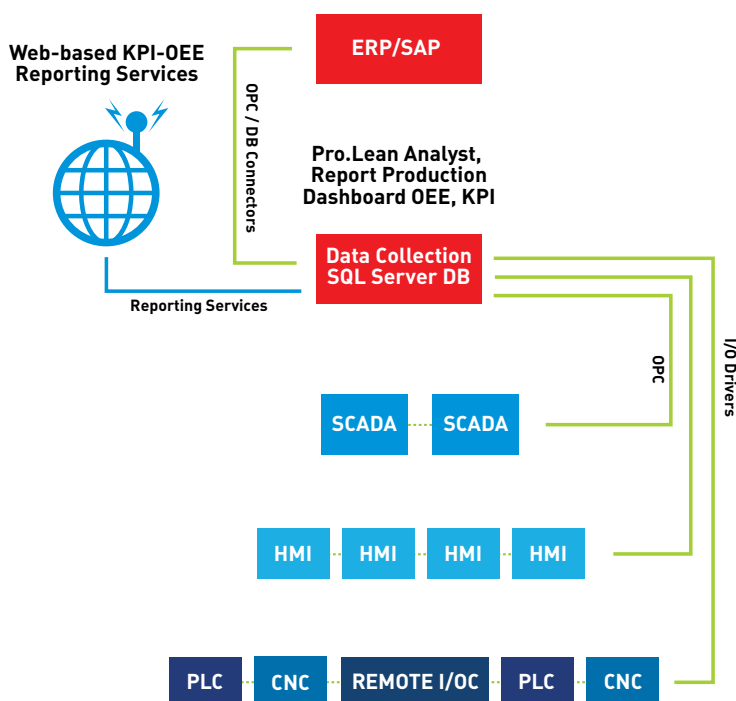 Web-based KPI-OEE
Reporting Services
ERP/SAP
OPC / DB Connectors
Pro.Lean Analyst,
Report Production
Dashboard OEE, KPI
Data Collection
SQL Server DB
Reporting Services
OPC
I/O Drivers
SCADA
SCADA
HMI
HMI
HMI
HMI
PLC
CNC
REMOTE I/OC
PLC
CNC